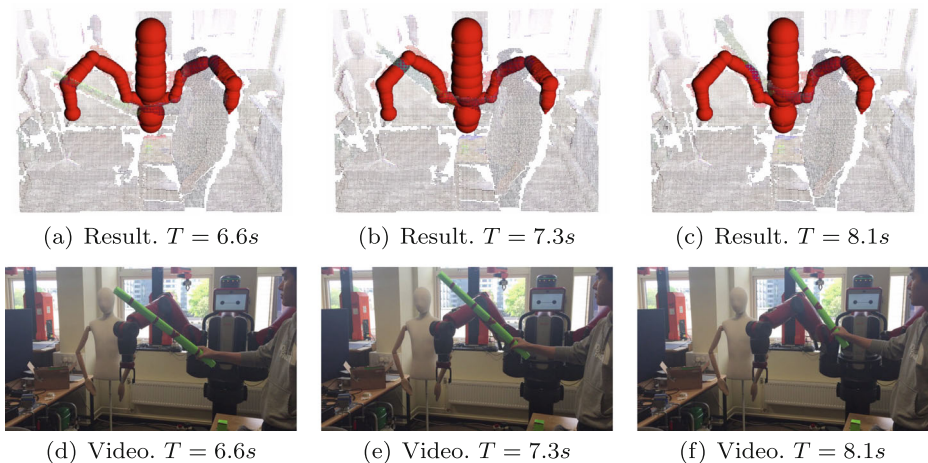 (a) Result. T = 6.6s
(b) Result. T = 7.3s
(c) Result. T = 8.1s
(d) Video. T = 6.6s
(e) Video. T = 7.3s
(f) Video. T = 8.1s